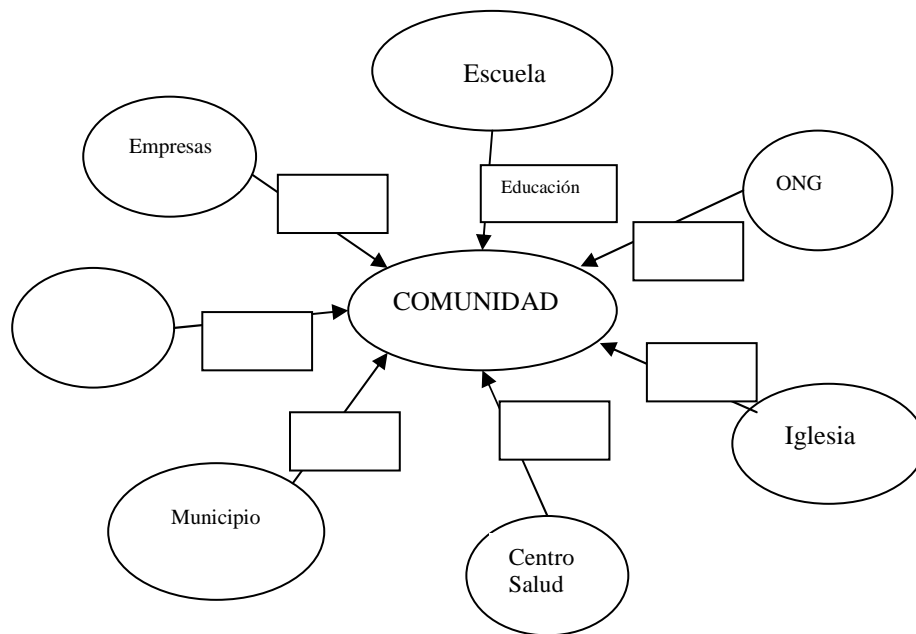 Escuela
Empresas
Educación
ONG
COMUNIDAD
Iglesia
Municipio
Centro
Salud